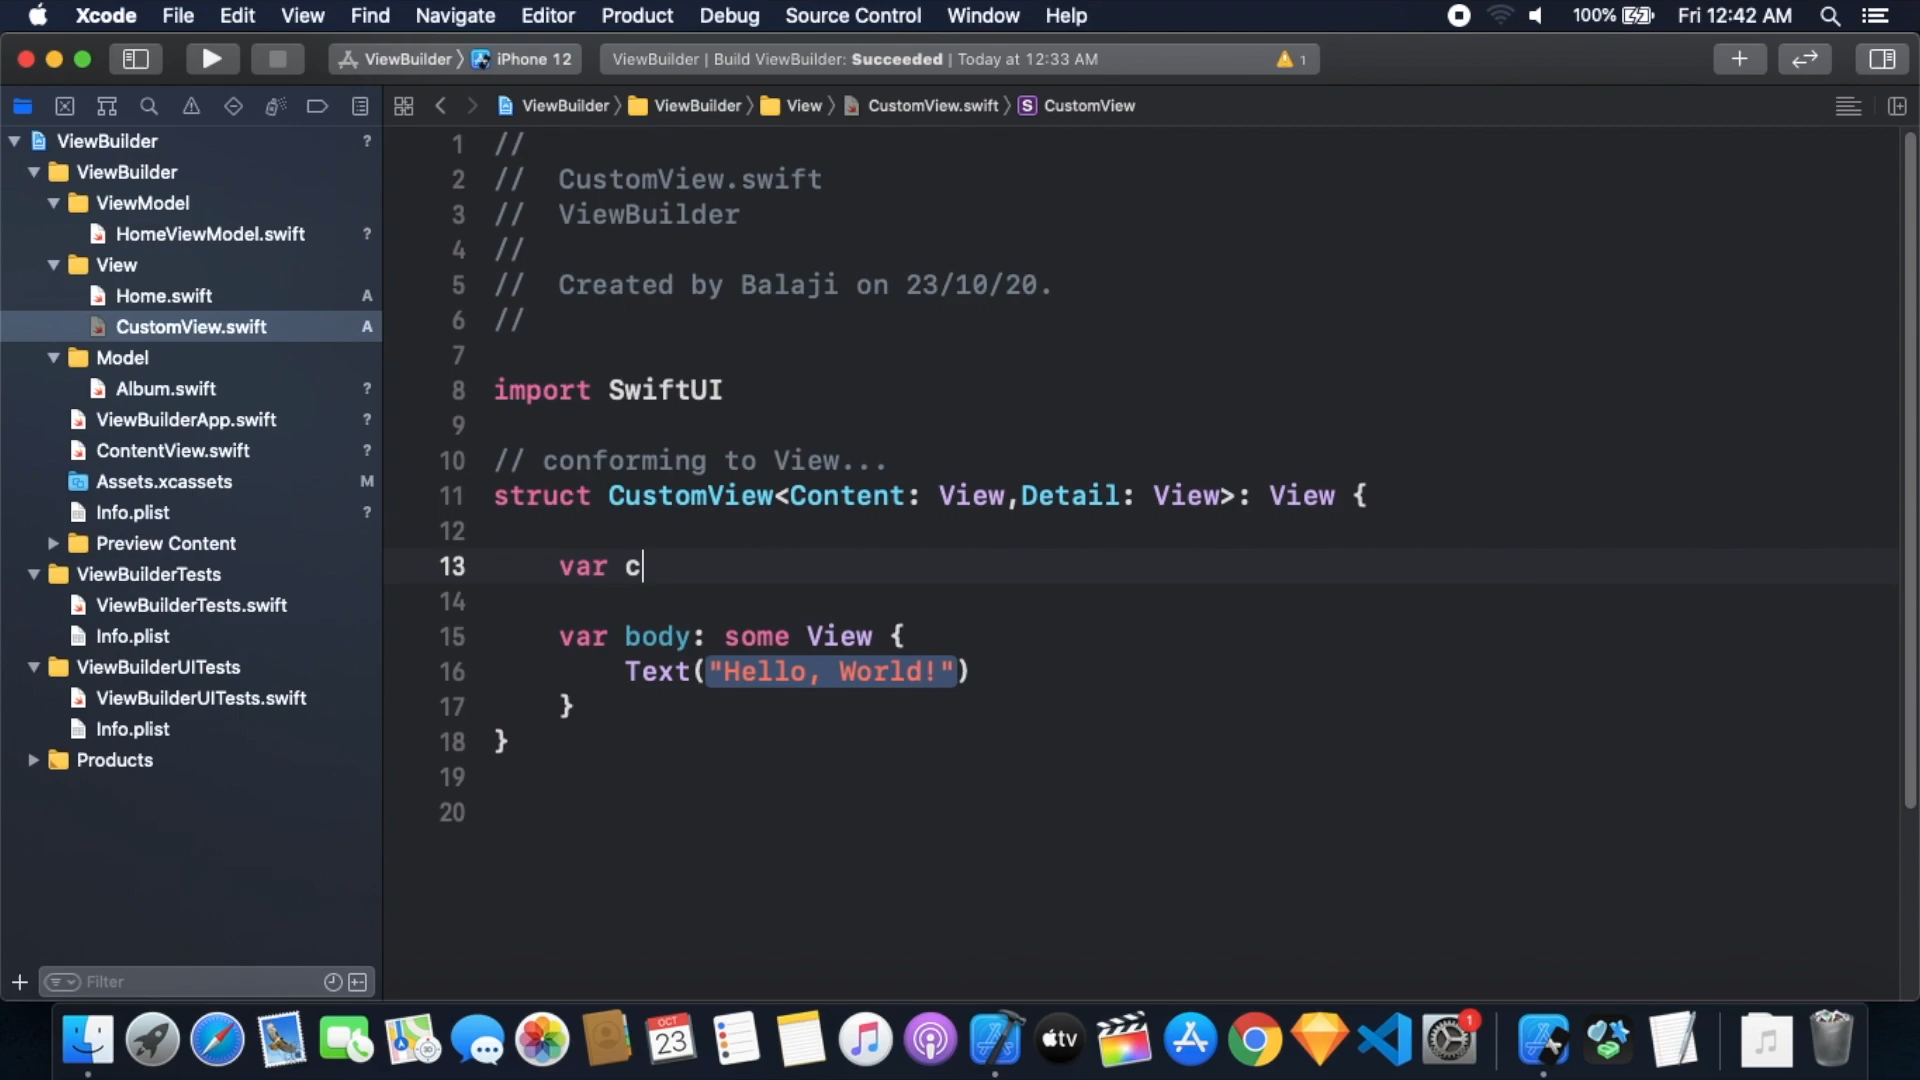 Xcode File Edit View Find Navigate Editor Product Debug Source Control Window Help 100% Fri 12:42 AM
ViewBuilder 〉 iPhone 12 ViewBuilder | Build ViewBuilder: Succeeded | Today at 12:33 AM 1
ViewBuilder 〉 ViewBuilder 〉 View 〉 CustomView.swift 〉 S CustomView
ViewBuilder ?
ViewBuilder
ViewModel
HomeViewModel.swift ?
View
Home.swift A
CustomView.swift A
Model
Album.swift ?
ViewBuilderApp.swift ?
ContentView.swift ?
Assets.xcassets M
Info.plist ?
Preview Content
ViewBuilderTests
ViewBuilderTests.swift
Info.plist
ViewBuilderUITests
ViewBuilderUITests.swift
Info.plist
Products
Filter
1 //
2 //  CustomView.swift
3 //  ViewBuilder
4 //
5 //  Created by Balaji on 23/10/20.
6 //
7
8 import SwiftUI
9
10 // conforming to View...
11 struct CustomView<Content: View,Detail: View>: View {
12
13     var c
14
15     var body: some View {
16         Text("Hello, World!")
17     }
18 }
19
20
OCT
23
tv
1